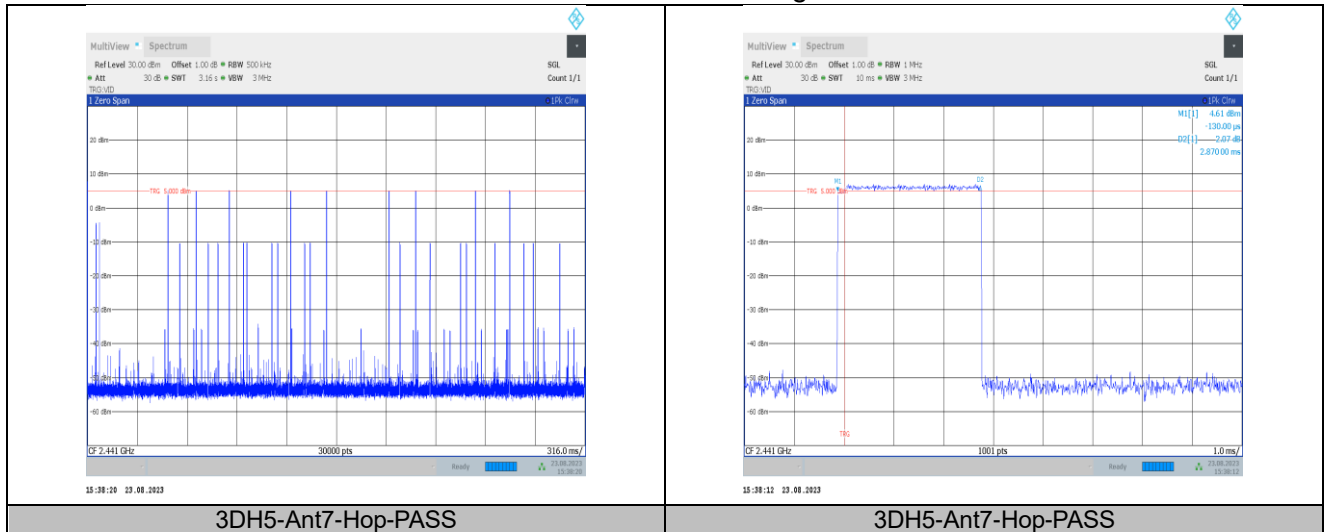 MultiView Spectrum
Ref Level 30.00 dBm Offset 1.00 dB RBW 500 kHz SGL
Att 30 dB SWT 3.16 s VBW 3 MHz Count 1/1
TRG:VID
1 Zero Span 1Pk Clrw
20 dBm
10 dBm
TRG 5.000 dBm
0 dBm
-10 dBm
-20 dBm
-30 dBm
-40 dBm
-50 dBm
-60 dBm
CF 2.441 GHz 30000 pts 316.0 ms/
Ready 23.08.2023
15:38:20
15:38:20 23.08.2023
3DH5-Ant7-Hop-PASS
MultiView Spectrum
Ref Level 30.00 dBm Offset 1.00 dB RBW 1 MHz SGL
Att 30 dB SWT 10 ms VBW 3 MHz Count 1/1
TRG:VID
1 Zero Span 1Pk Clrw
M1[1] 4.61 dBm
-130.00 µs
20 dBm D2[1] -2.07 dB
2.87000 ms
10 dBm
M1 D2
TRG 5.000 dBm
0 dBm
-10 dBm
-20 dBm
-30 dBm
-40 dBm
-50 dBm
-60 dBm
TRG
CF 2.441 GHz 1001 pts 1.0 ms/
Ready 23.08.2023
15:38:12
15:38:12 23.08.2023
3DH5-Ant7-Hop-PASS